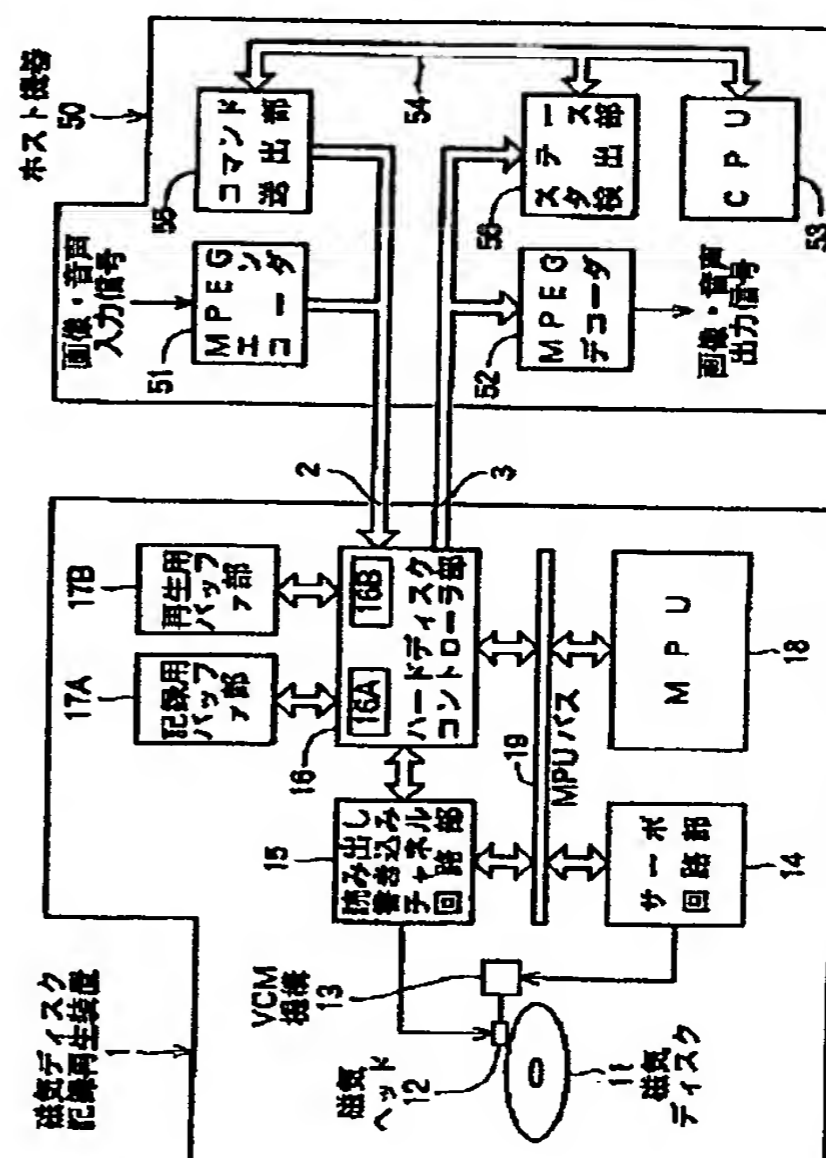 磁気ディスク
記録再生装置
1
ホスト機器
50
画像・音声
入力信号
51
MPEG
エン
コーダ
55
コマンド
送出部
54
2
3
17A
記録用
バッフ
ァ部
17B
再生用
バッフ
ァ部
16
16A
16B
ハードディスク
コントローラ部
15
読み出し
書き込み
チャネル
回路部
52
MPEG
デコーダ
画像・音声
出力信号
56
ステー
タス
検出部
53
CPU
VCM
機構
13
19
MPUバス
磁気
ヘッド
12
11
磁気
ディスク
サーボ
回路部
14
MPU
18